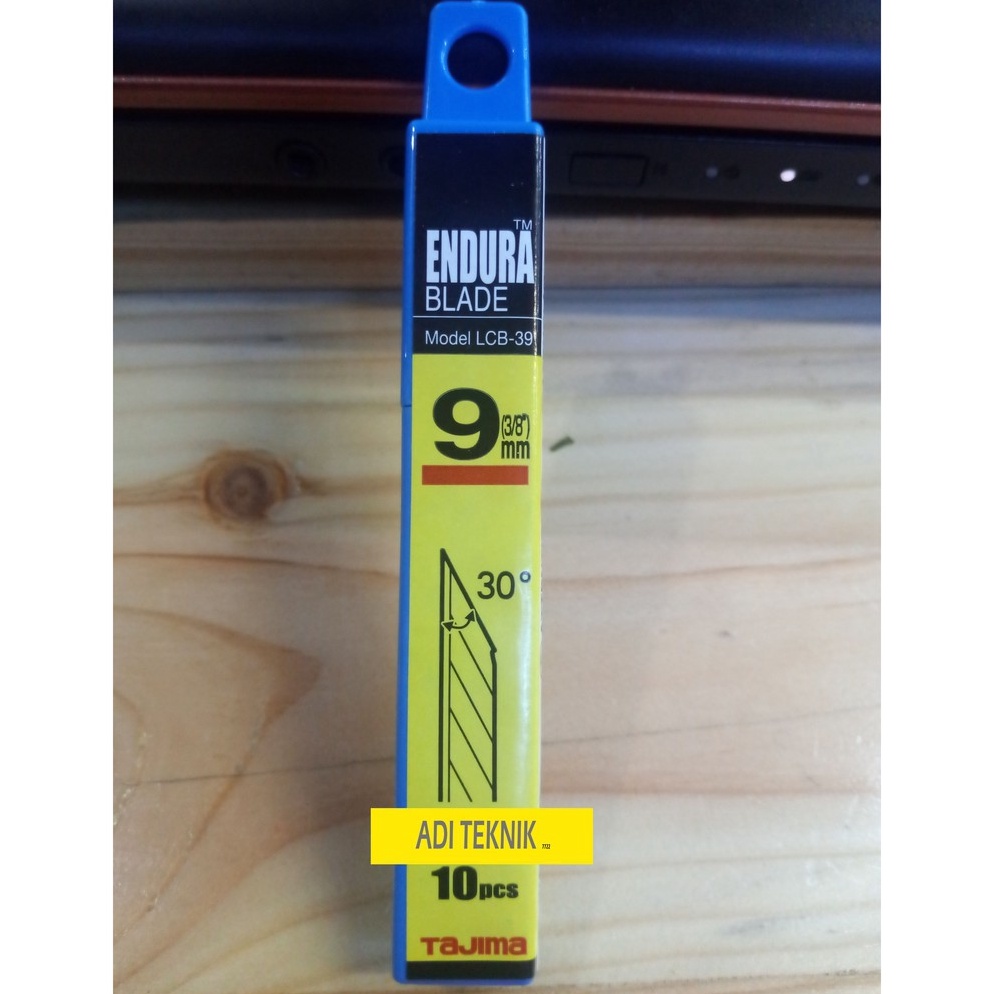 ENDURA™
BLADE
Model LCB-39
9 (3/8") mm
30°
ADI TEKNIK
10pcs
TAJIMA